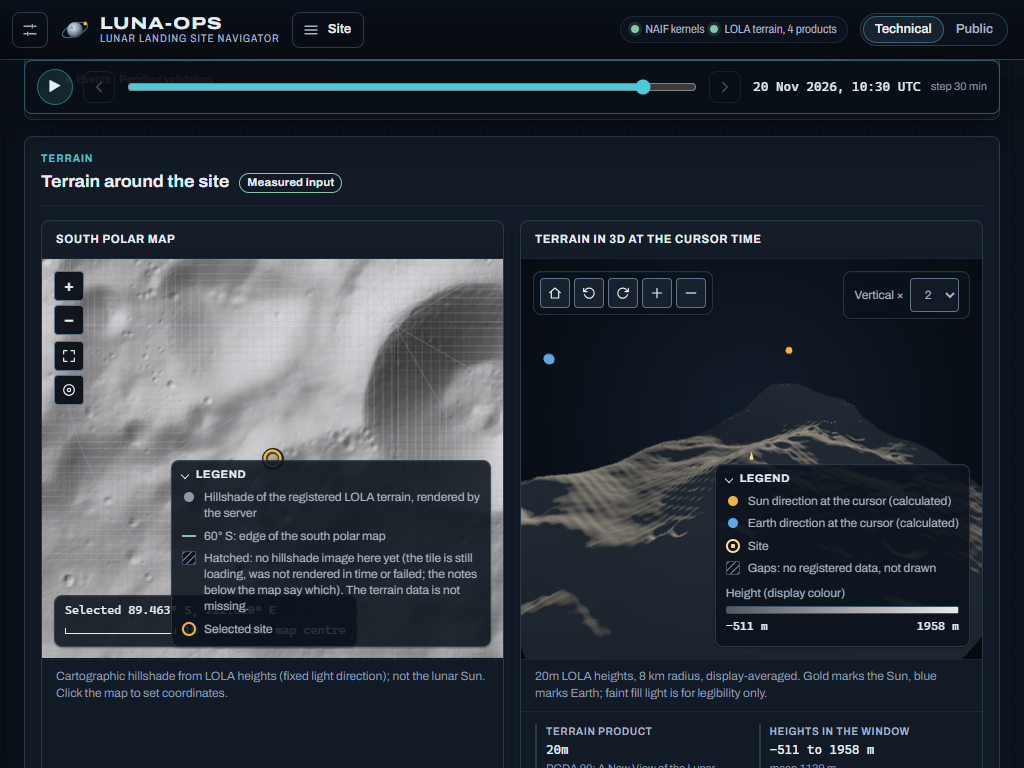 LUNA-OPS
LUNAR LANDING SITE NAVIGATOR
Site
NAIF kernels
LOLA terrain, 4 products
Technical
Public
Events
Pending validation
20 Nov 2026, 10:30 UTC
step 30 min
TERRAIN
Terrain around the site
Measured input
SOUTH POLAR MAP
+
−
LEGEND
Hillshade of the registered LOLA terrain, rendered by
the server
60° S: edge of the south polar map
Hatched: no hillshade image here yet (the tile is still
loading, was not rendered in time or failed; the notes
below the map say which). The terrain data is not
missing.
Selected site
Selected 89.463° S,
map centre
Cartographic hillshade from LOLA heights (fixed light direction); not the lunar Sun.
Click the map to set coordinates.
TERRAIN IN 3D AT THE CURSOR TIME
Vertical ×
2
LEGEND
Sun direction at the cursor (calculated)
Earth direction at the cursor (calculated)
Site
Gaps: no registered data, not drawn
Height (display colour)
−511 m
1958 m
20m LOLA heights, 8 km radius, display-averaged. Gold marks the Sun, blue
marks Earth; faint fill light is for legibility only.
TERRAIN PRODUCT
20m
HEIGHTS IN THE WINDOW
−511 to 1958 m